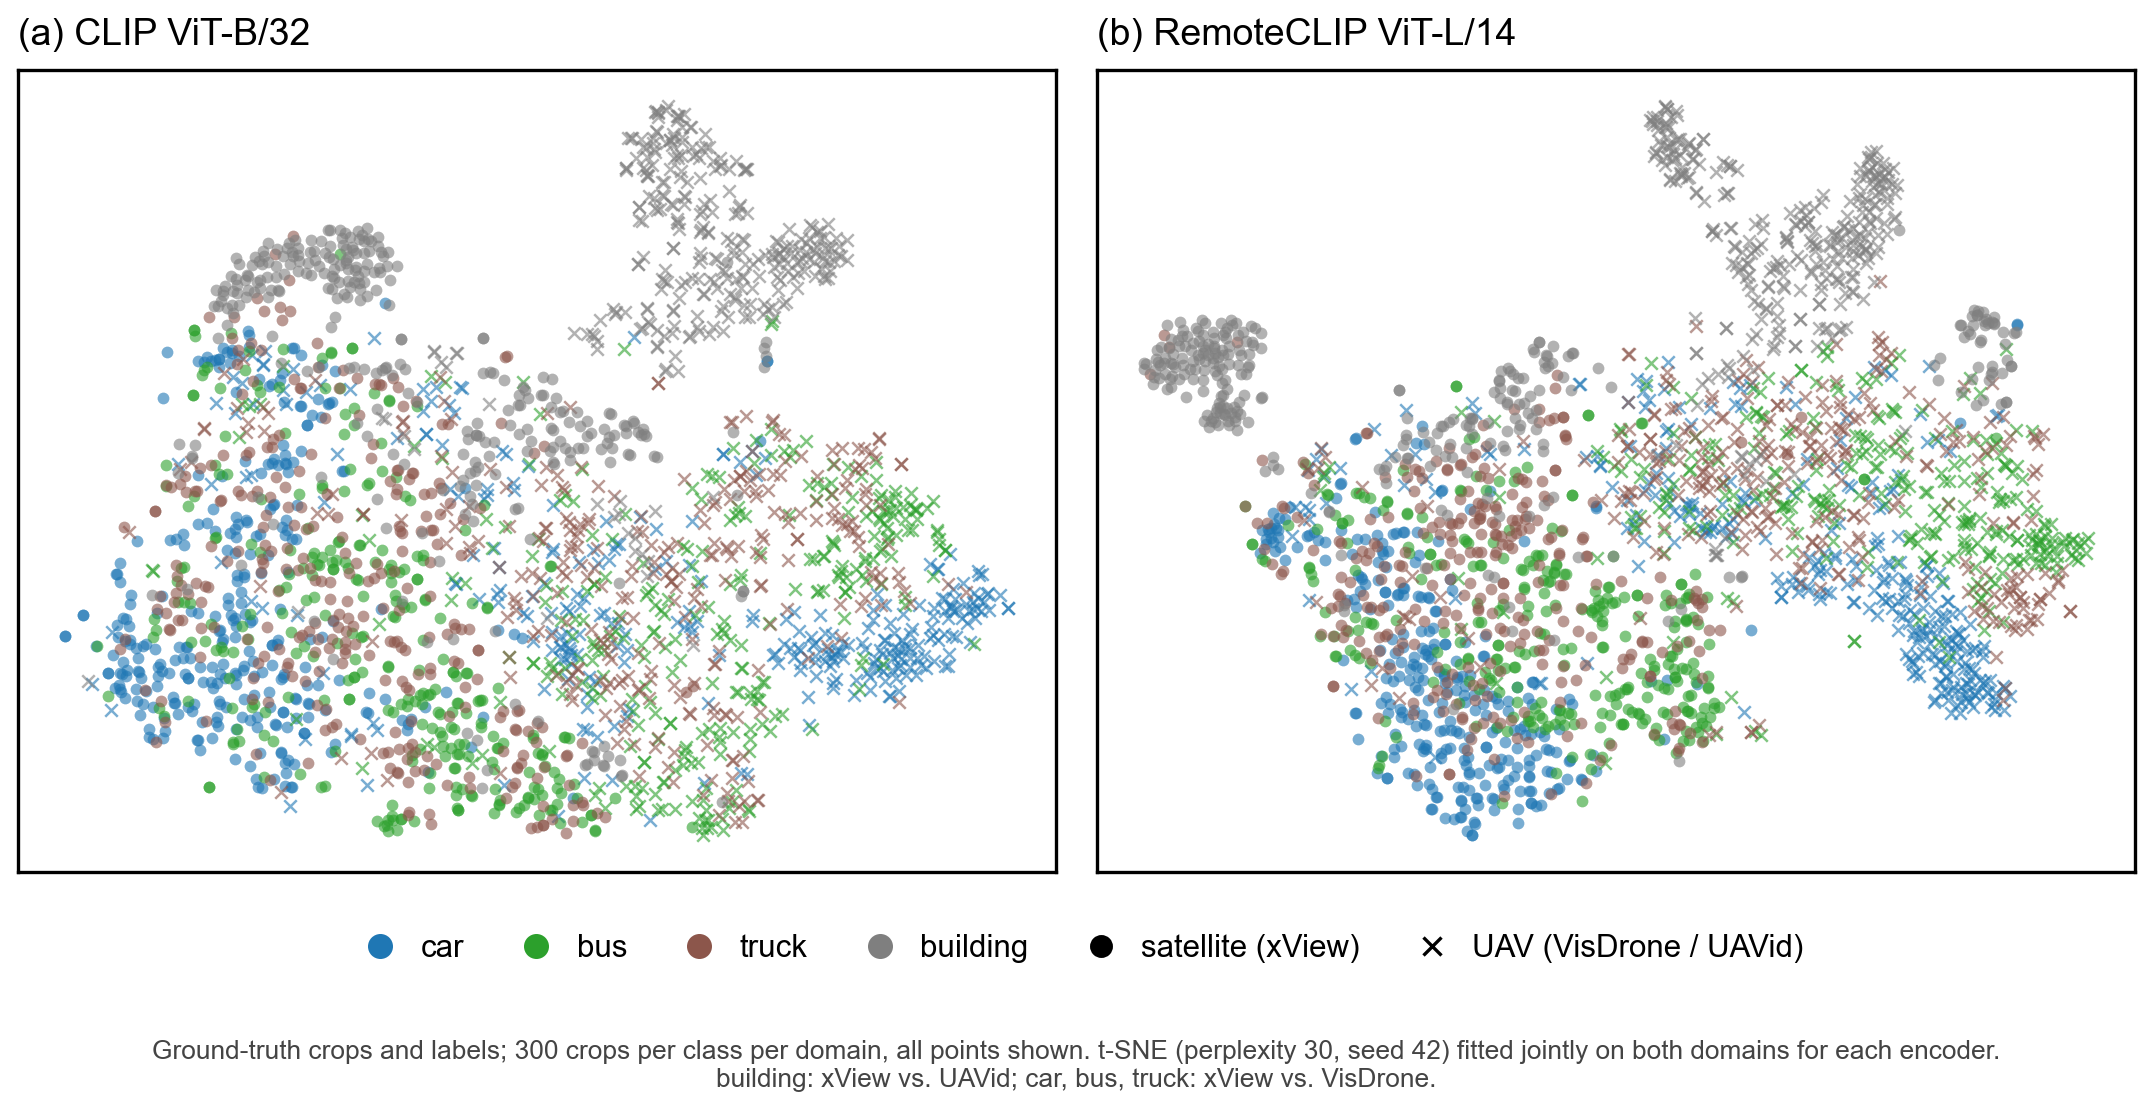 (a) CLIP ViT-B/32
(b) RemoteCLIP ViT-L/14
car
bus
truck
building
satellite (xView)
UAV (VisDrone / UAVid)
Ground-truth crops and labels; 300 crops per class per domain, all points shown. t-SNE (perplexity 30, seed 42) fitted jointly on both domains for each encoder.
building: xView vs. UAVid; car, bus, truck: xView vs. VisDrone.